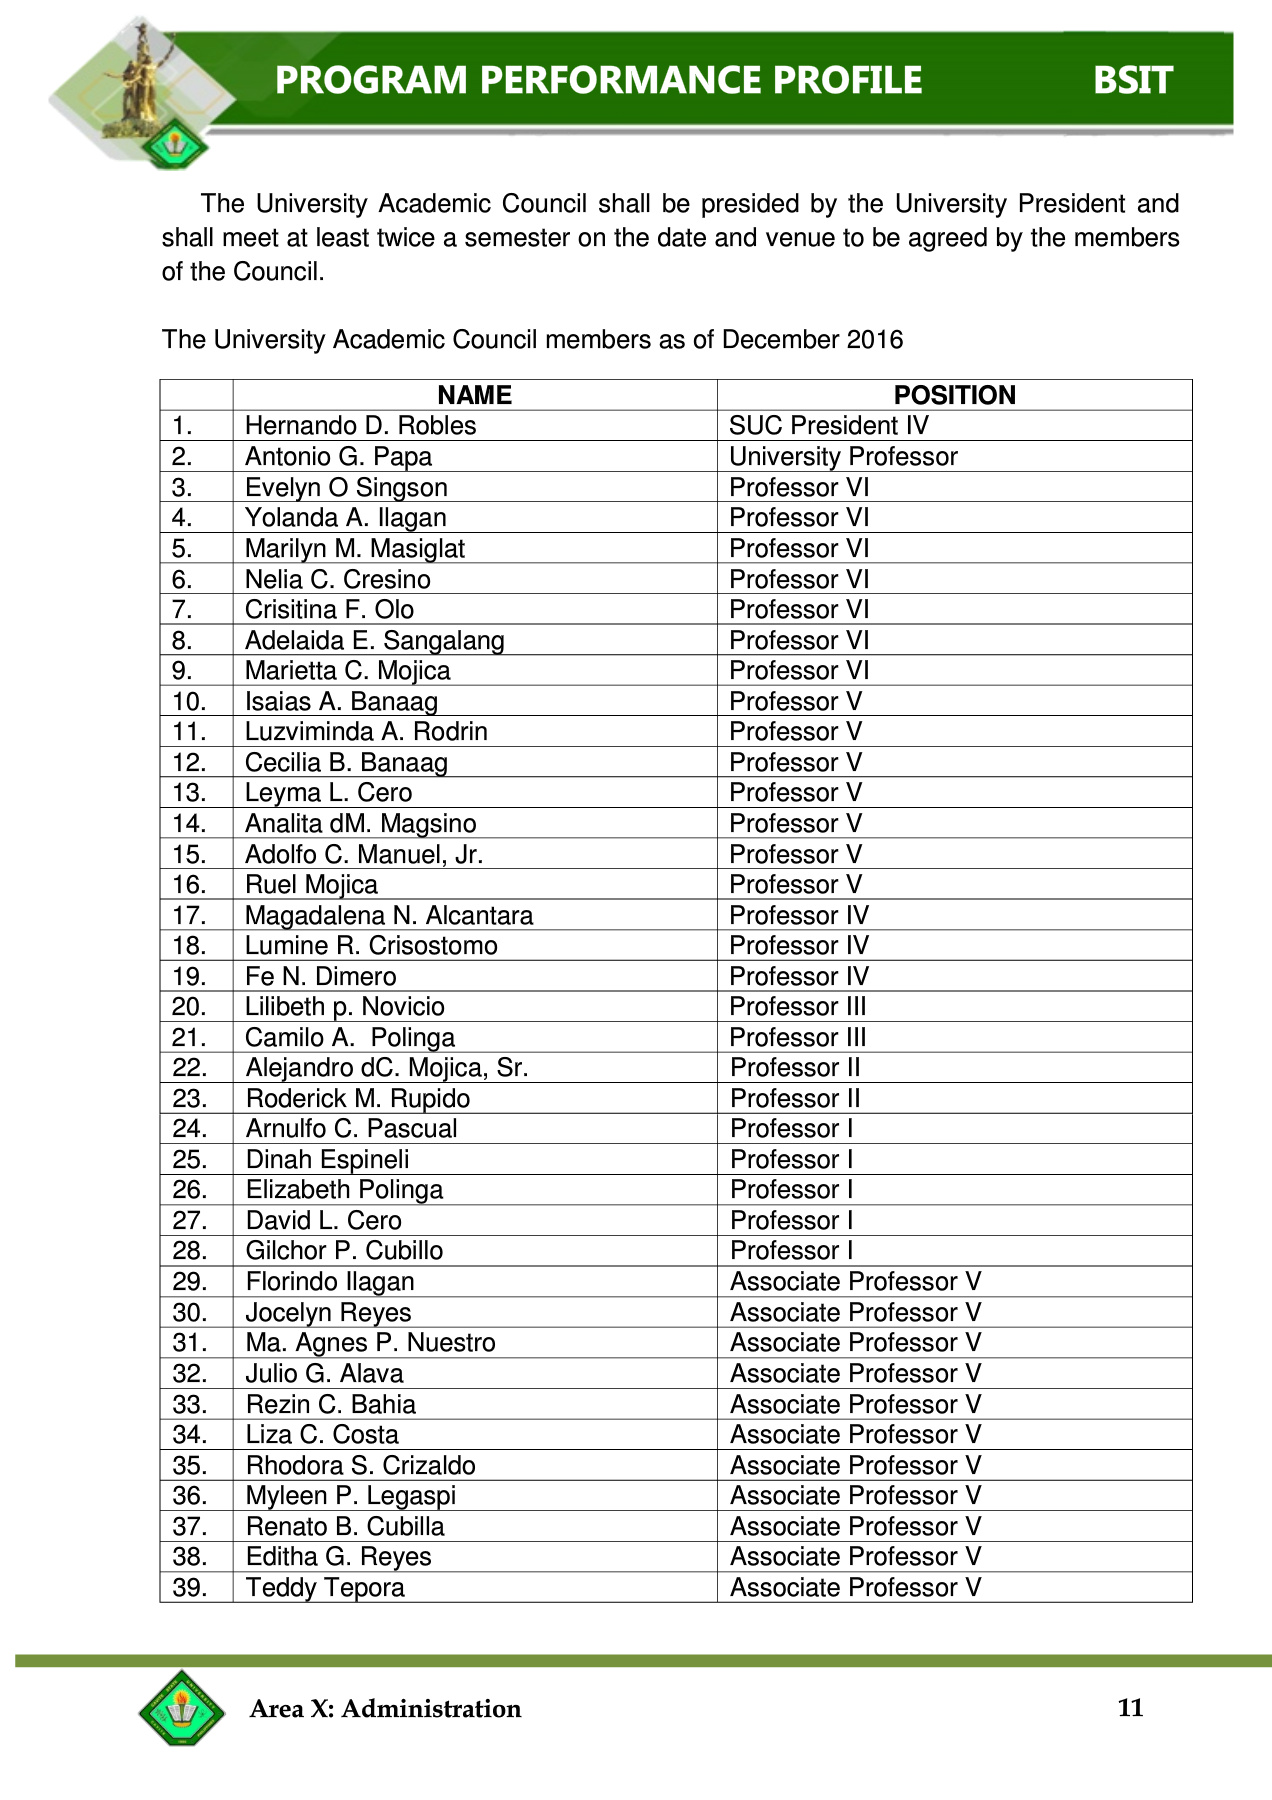 PROGRAM PERFORMANCE PROFILE BSIT
The University Academic Council shall be presided by the University President and
shall meet at least twice a semester on the date and venue to be agreed by the members
of the Council.
The University Academic Council members as of December 2016
NAME POSITION
1. Hernando D. Robles SUC President IV
2. Antonio G. Papa University Professor
3. Evelyn O Singson Professor VI
4. Yolanda A. Ilagan Professor VI
5. Marilyn M. Masiglat Professor VI
6. Nelia C. Cresino Professor VI
7. Crisitina F. Olo Professor VI
8. Adelaida E. Sangalang Professor VI
9. Marietta C. Mojica Professor VI
10. Isaias A. Banaag Professor V
11. Luzviminda A. Rodrin Professor V
12. Cecilia B. Banaag Professor V
13. Leyma L. Cero Professor V
14. Analita dM. Magsino Professor V
15. Adolfo C. Manuel, Jr. Professor V
16. Ruel Mojica Professor V
17. Magadalena N. Alcantara Professor IV
18. Lumine R. Crisostomo Professor IV
19. Fe N. Dimero Professor IV
20. Lilibeth p. Novicio Professor III
21. Camilo A.  Polinga Professor III
22. Alejandro dC. Mojica, Sr. Professor II
23. Roderick M. Rupido Professor II
24. Arnulfo C. Pascual Professor I
25. Dinah Espineli Professor I
26. Elizabeth Polinga Professor I
27. David L. Cero Professor I
28. Gilchor P. Cubillo Professor I
29. Florindo Ilagan Associate Professor V
30. Jocelyn Reyes Associate Professor V
31. Ma. Agnes P. Nuestro Associate Professor V
32. Julio G. Alava Associate Professor V
33. Rezin C. Bahia Associate Professor V
34. Liza C. Costa Associate Professor V
35. Rhodora S. Crizaldo Associate Professor V
36. Myleen P. Legaspi Associate Professor V
37. Renato B. Cubilla Associate Professor V
38. Editha G. Reyes Associate Professor V
39. Teddy Tepora Associate Professor V
Area X: Administration 11